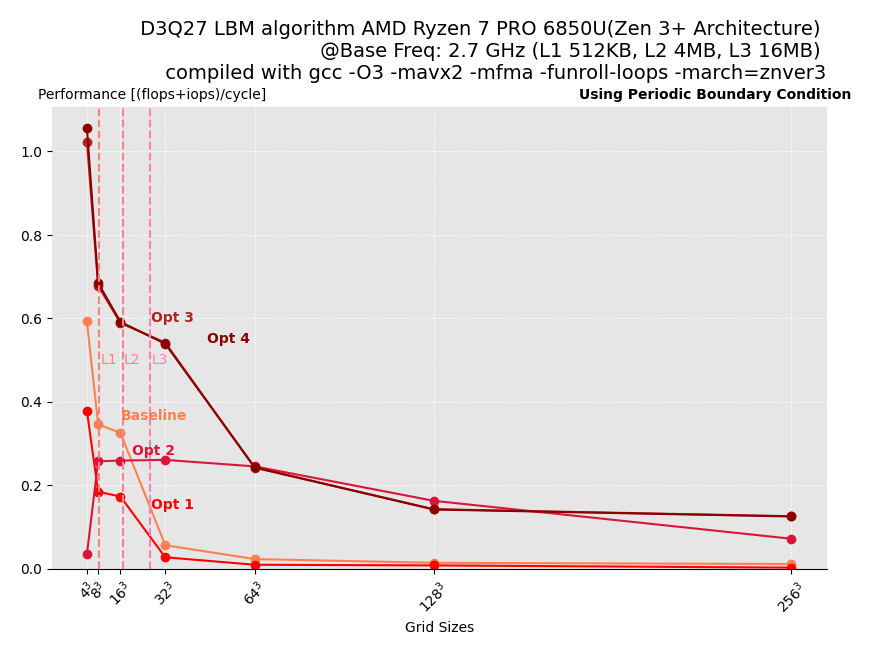 D3Q27 LBM algorithm AMD Ryzen 7 PRO 6850U(Zen 3+ Architecture)
@Base Freq: 2.7 GHz (L1 512KB, L2 4MB, L3 16MB)
compiled with gcc -O3 -mavx2 -mfma -funroll-loops -march=znver3
Performance [(flops+iops)/cycle]
Using Periodic Boundary Condition
1.0
0.8
0.6
0.4
0.2
0.0
Opt 3
Opt 4
L1 L2 L3
Baseline
Opt 2
Opt 1
4³ 8³ 16³ 32³ 64³ 128³ 256³
Grid Sizes